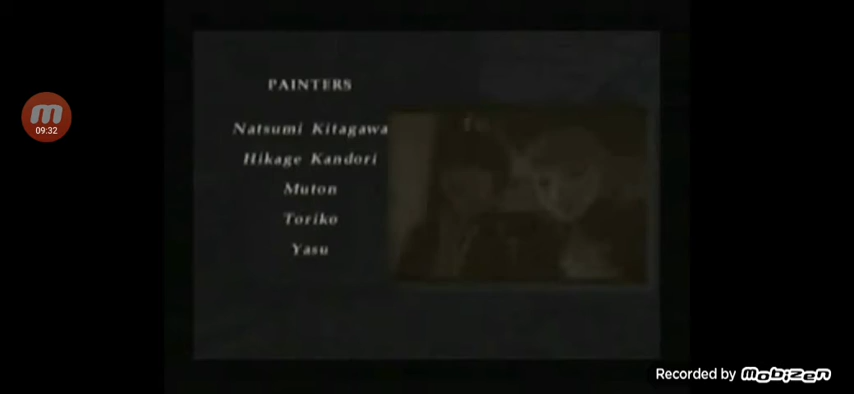 PAINTERS
Natsumi Kitagawa
Hikage Kandori
Muton
Toriko
Yasu
09:32
Recorded by Mobizen